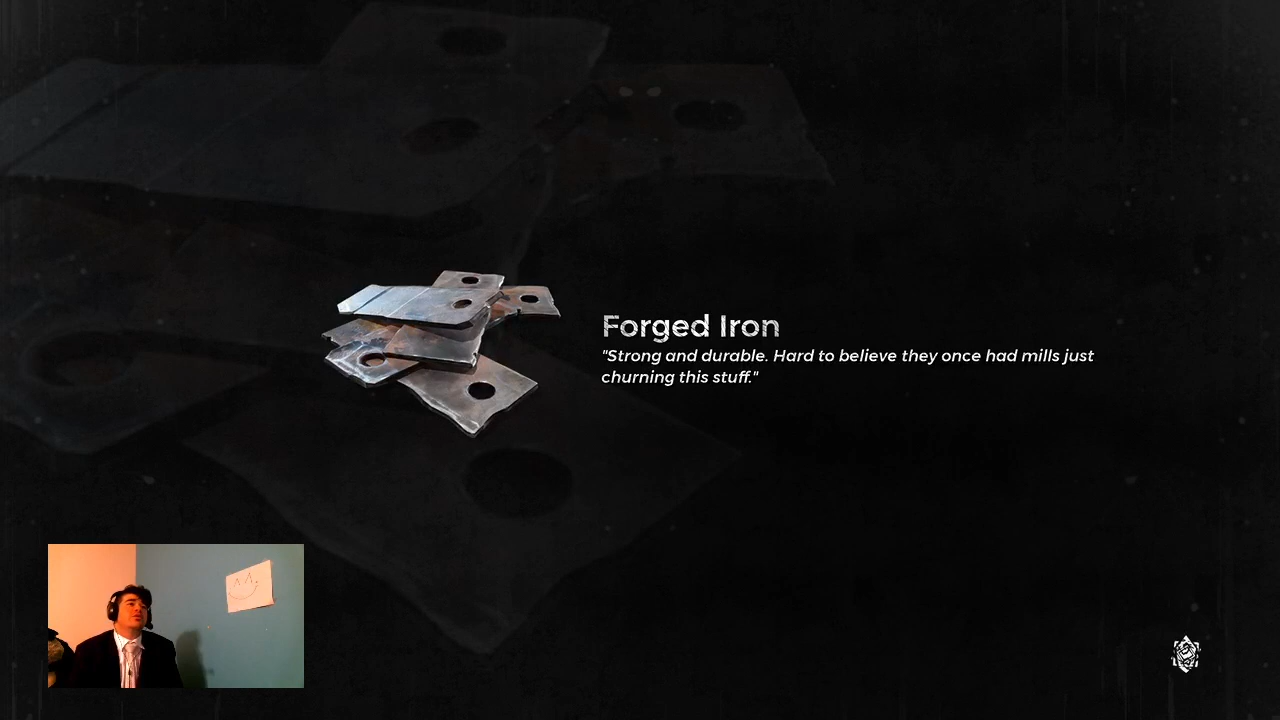 Forged Iron
"Strong and durable. Hard to believe they once had mills just
churning this stuff."